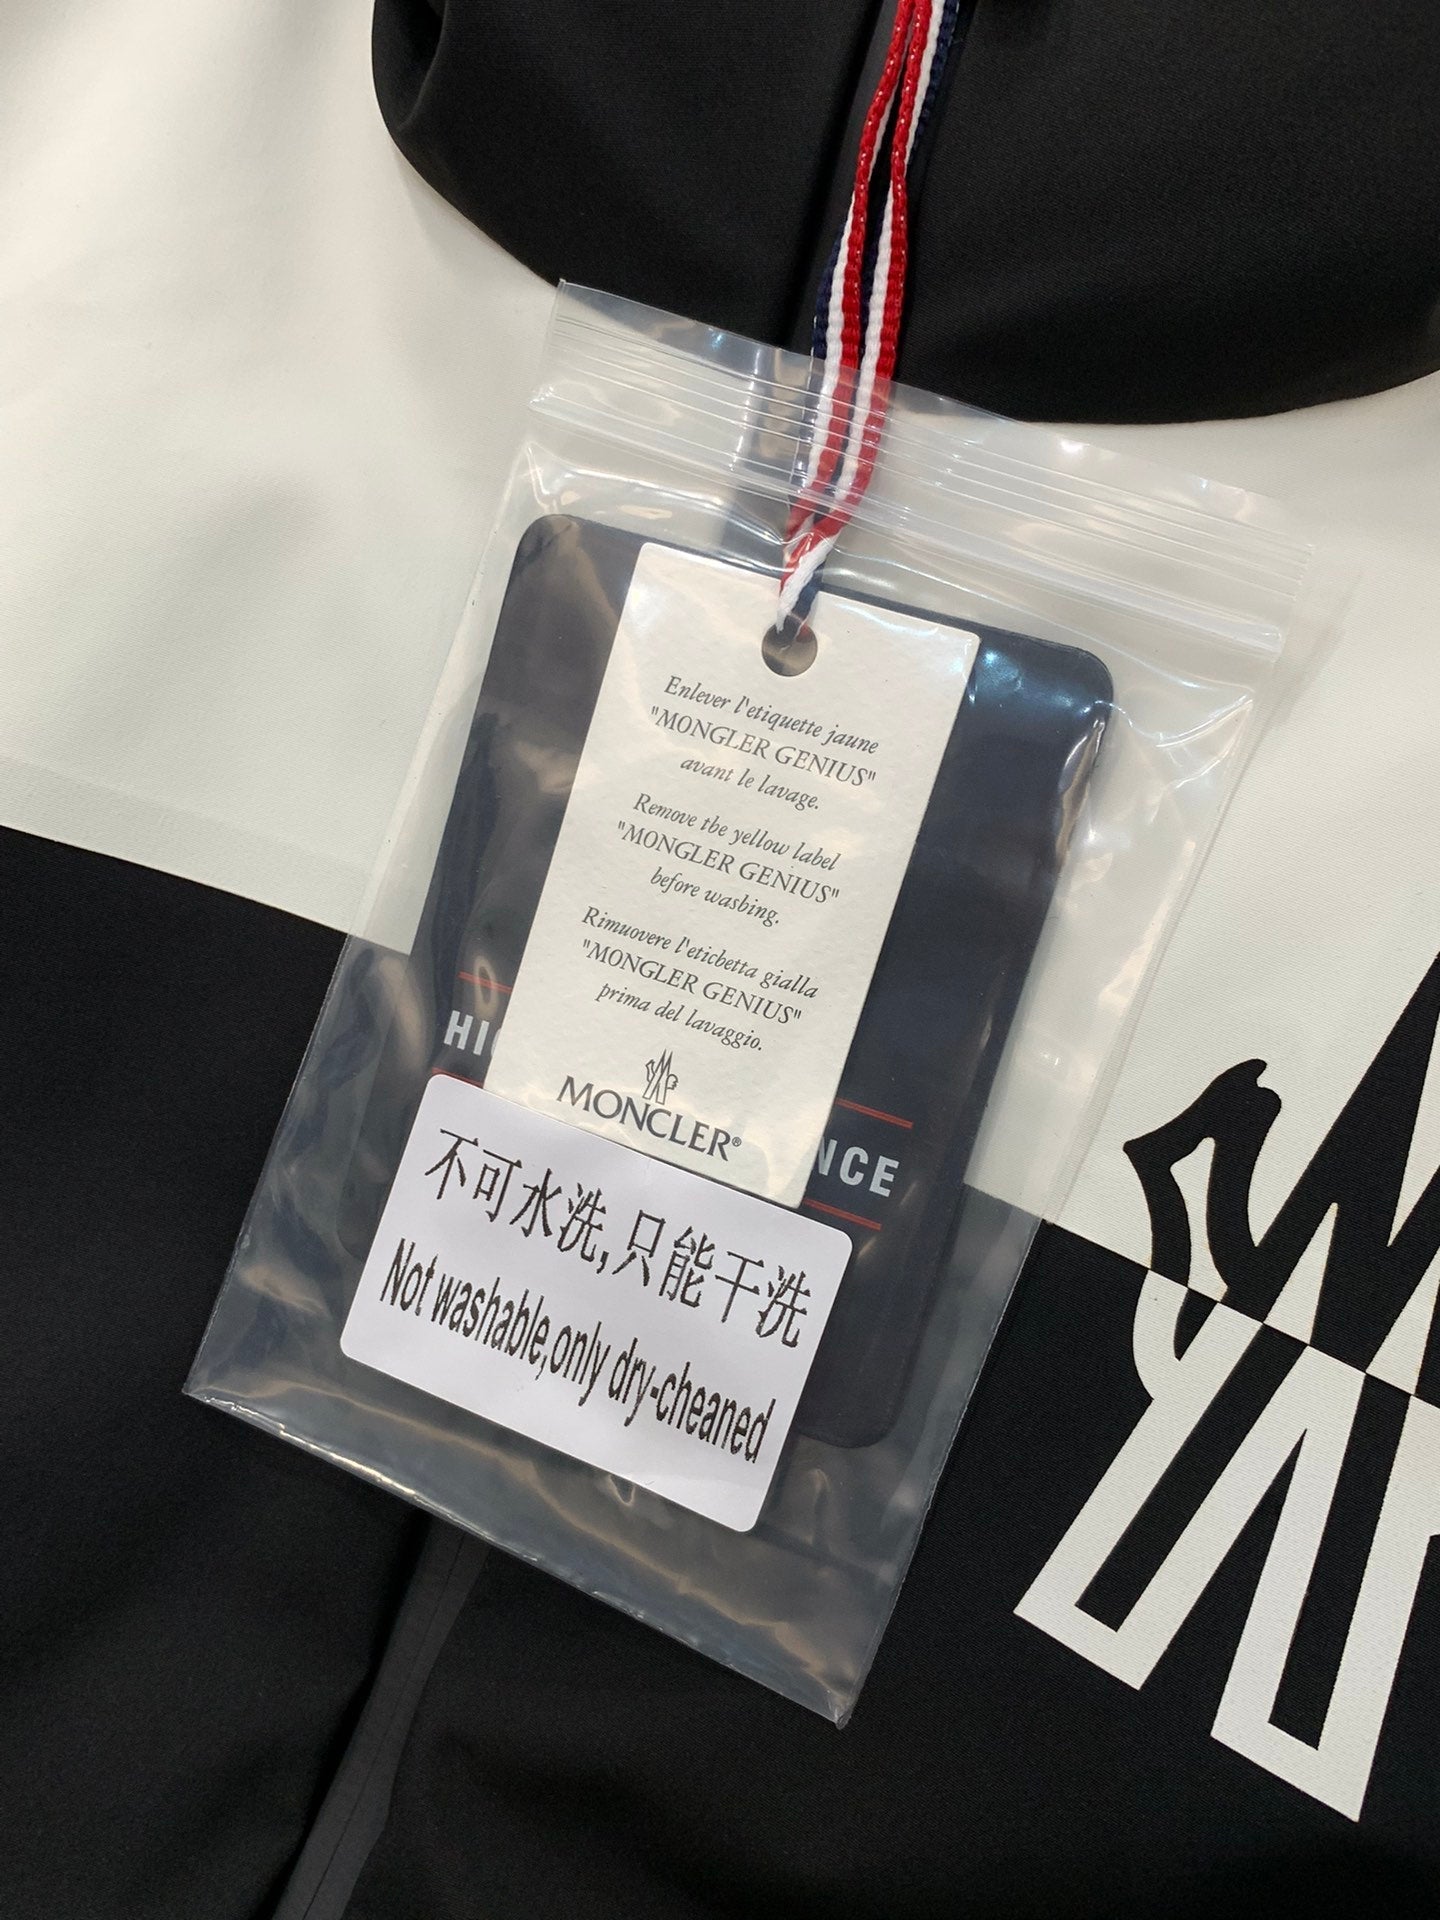 Enlever l'etiquette jaune
"MONGLER GENIUS"
avant le lavage.
Remove tbe yellow label
"MONGLER GENIUS"
before wasbing.
Rimuovere l'eticbetta gialla
"MONGLER GENIUS"
prima del lavaggio.
MONCLER®
HI
NCE
不可水洗,只能干洗
Not washable,only dry-cheaned